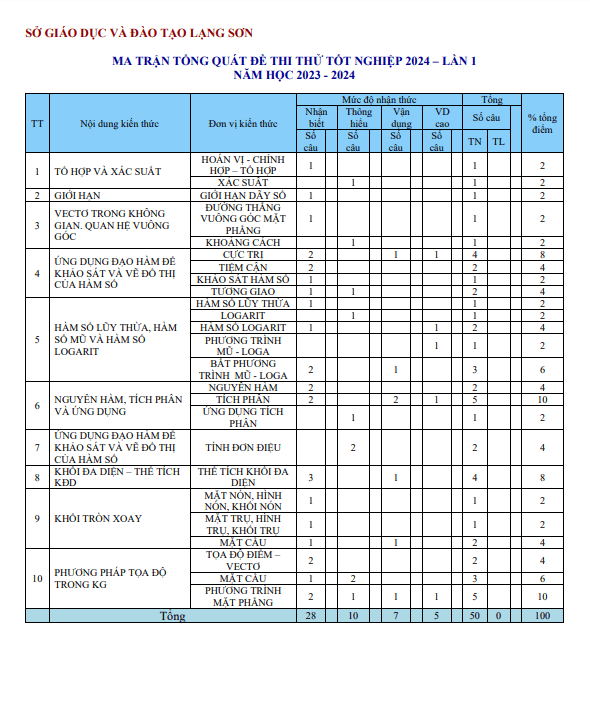 SỞ GIÁO DỤC VÀ ĐÀO TẠO LẠNG SƠN
MA TRẬN TỔNG QUÁT ĐỀ THI THỬ TỐT NGHIỆP 2024 – LẦN 1
NĂM HỌC 2023 - 2024
TT Nội dung kiến thức Đơn vị kiến thức Mức độ nhận thức Tổng % tổng điểm
Nhận biết Thông hiểu Vận dụng VD cao Số câu
Số câu Số câu Số câu Số câu TN TL
1 TỔ HỢP VÀ XÁC SUẤT HOÁN VỊ - CHỈNH HỢP – TỔ HỢP 1 1 2
XÁC SUẤT 1 1 2
2 GIỚI HẠN GIỚI HẠN DÃY SỐ 1 1 2
3 VECTƠ TRONG KHÔNG GIAN. QUAN HỆ VUÔNG GÓC ĐƯỜNG THẲNG VUÔNG GÓC MẶT PHẲNG 1 1 2
KHOẢNG CÁCH 1 1 2
4 ỨNG DỤNG ĐẠO HÀM ĐỂ KHẢO SÁT VÀ VẼ ĐỒ THỊ CỦA HÀM SỐ CỰC TRỊ 2 1 1 4 8
TIỆM CẬN 2 2 4
KHẢO SÁT HÀM SỐ 1 1 2
TƯƠNG GIAO 1 1 2 4
5 HÀM SỐ LŨY THỪA, HÀM SỐ MŨ VÀ HÀM SỐ LOGARIT HÀM SỐ LŨY THỪA 1 1 2
LOGARIT 1 1 2
HÀM SỐ LOGARIT 1 1 2 4
PHƯƠNG TRÌNH MŨ - LOGA 1 1 2
BẤT PHƯƠNG TRÌNH MŨ - LOGA 2 1 3 6
6 NGUYÊN HÀM, TÍCH PHÂN VÀ ỨNG DỤNG NGUYÊN HÀM 2 2 4
TÍCH PHÂN 2 2 1 5 10
ỨNG DỤNG TÍCH PHÂN 1 1 2
7 ỨNG DỤNG ĐẠO HÀM ĐỂ KHẢO SÁT VÀ VẼ ĐỒ THỊ CỦA HÀM SỐ TÍNH ĐƠN ĐIỆU 2 2 4
8 KHỐI ĐA DIỆN – THỂ TÍCH KĐD THỂ TÍCH KHỐI ĐA DIỆN 3 1 4 8
9 KHỐI TRÒN XOAY MẶT NÓN, HÌNH NÓN, KHỐI NÓN 1 1 2
MẶT TRỤ, HÌNH TRỤ, KHỐI TRỤ 1 1 2
MẶT CẦU 1 1 2 4
10 PHƯƠNG PHÁP TỌA ĐỘ TRONG KG TỌA ĐỘ ĐIỂM – VECTƠ 2 2 4
MẶT CẦU 1 2 3 6
PHƯƠNG TRÌNH MẶT PHẲNG 2 1 1 1 5 10
Tổng 28 10 7 5 50 0 100